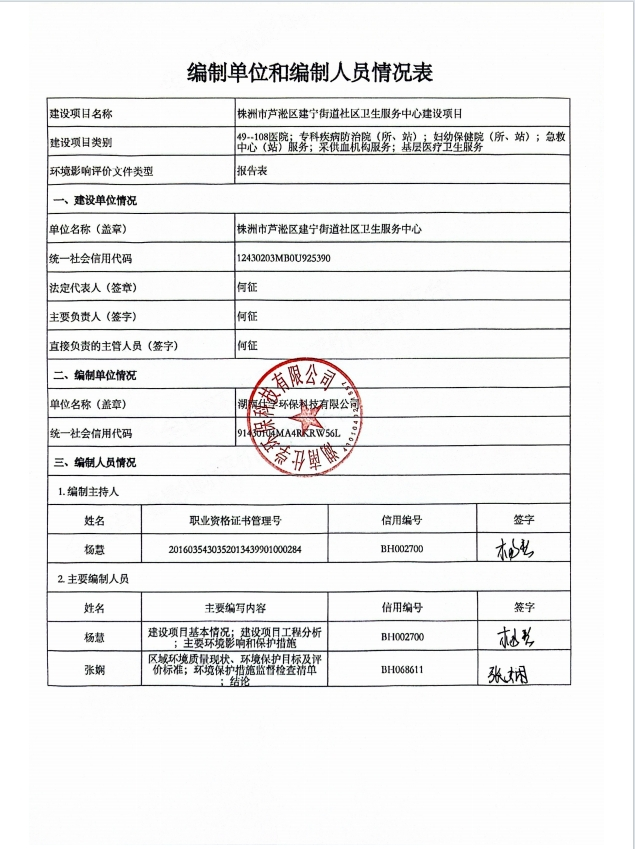 编制单位和编制人员情况表
建设项目名称 株洲市芦淞区建宁街道社区卫生服务中心建设项目
建设项目类别 49--108医院；专科疾病防治院（所、站）；妇幼保健院（所、站）；急救
中心（站）服务；采供血机构服务；基层医疗卫生服务
环境影响评价文件类型 报告表
一、建设单位情况
单位名称（盖章） 株洲市芦淞区建宁街道社区卫生服务中心
统一社会信用代码 12430203MB0U925390
法定代表人（签章） 何征
主要负责人（签字） 何征
直接负责的主管人员（签字） 何征
二、编制单位情况
单位名称（盖章） 湖南仕学环保科技有限公司
统一社会信用代码 91430104MA4RKRW56L
湖南仕学环保科技有限公司
三、编制人员情况
1. 编制主持人
姓名 职业资格证书管理号 信用编号 签字
杨慧 2016035430352013439901000284 BH002700 杨慧
2. 主要编制人员
姓名 主要编写内容 信用编号 签字
杨慧 建设项目基本情况；建设项目工程分析
；主要环境影响和保护措施 BH002700 杨慧
张娴 区域环境质量现状、环境保护目标及评
价标准；环境保护措施监督检查清单
；结论 BH068611 张娴